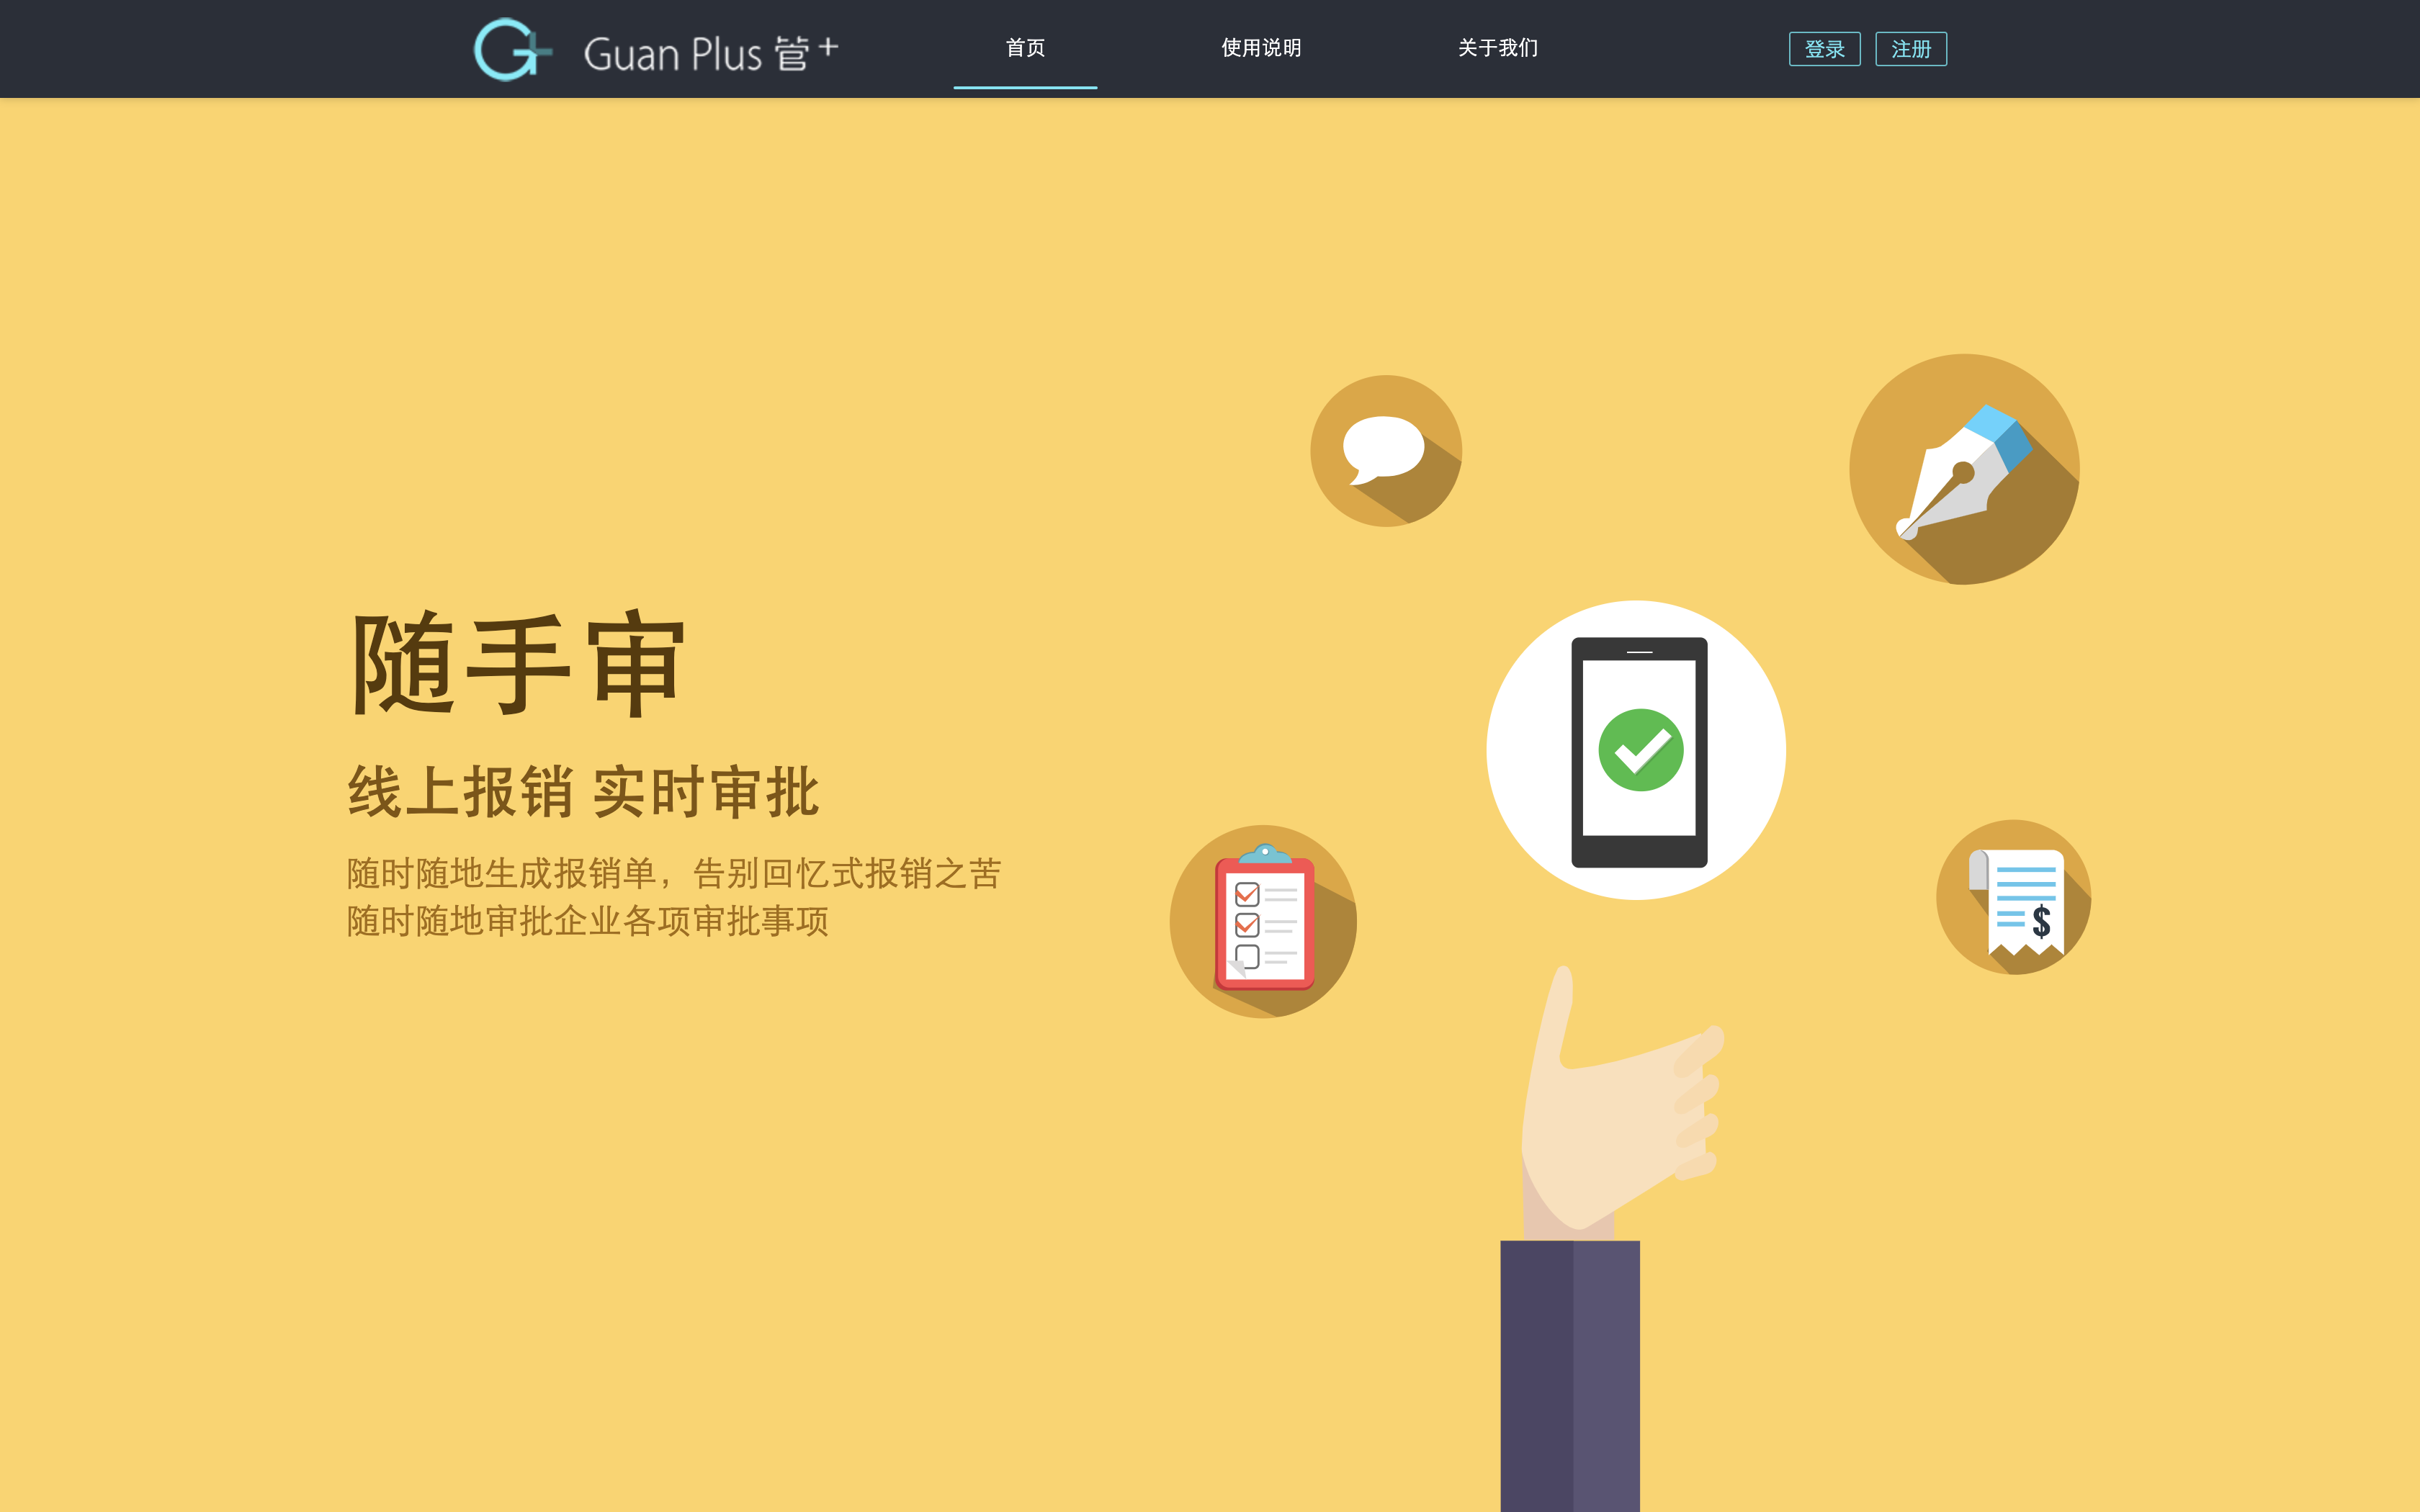 Guan Plus 管+
首页
使用说明
关于我们
登录
注册
随手审
线上报销 实时审批
随时随地生成报销单，告别回忆式报销之苦
随时随地审批企业各项审批事项
$